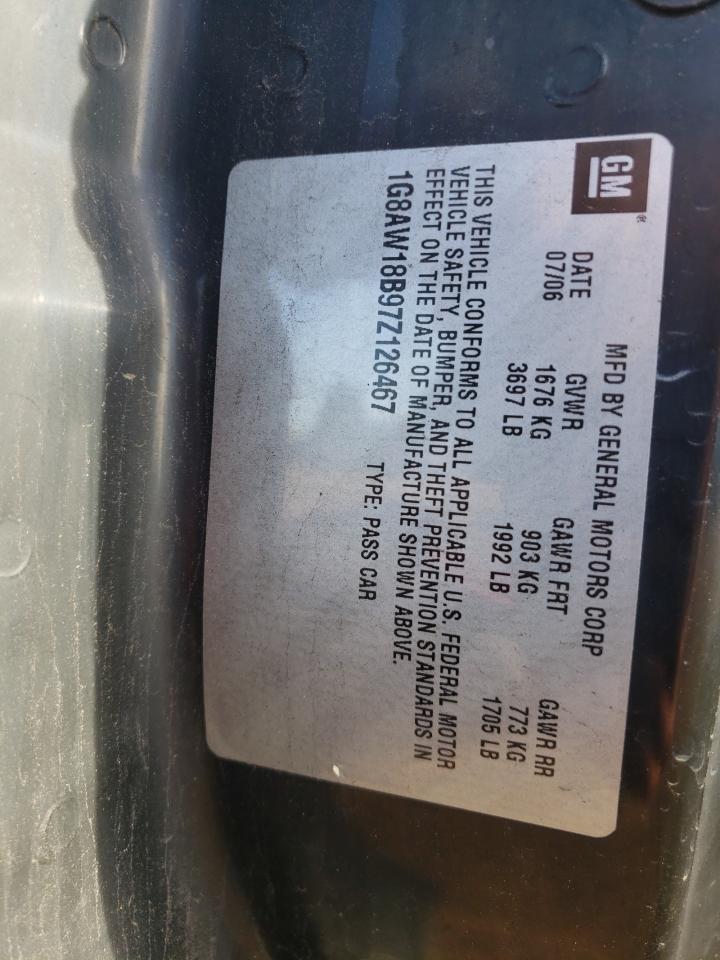 GM®
MFD BY GENERAL MOTORS CORP
DATE GVWR GAWR FRT GAWR RR
07/06 1676 KG 903 KG 773 KG
3697 LB 1992 LB 1705 LB
THIS VEHICLE CONFORMS TO ALL APPLICABLE U.S. FEDERAL MOTOR
VEHICLE SAFETY, BUMPER, AND THEFT PREVENTION STANDARDS IN
EFFECT ON THE DATE OF MANUFACTURE SHOWN ABOVE.
1G8AW18B97Z126467 TYPE: PASS CAR